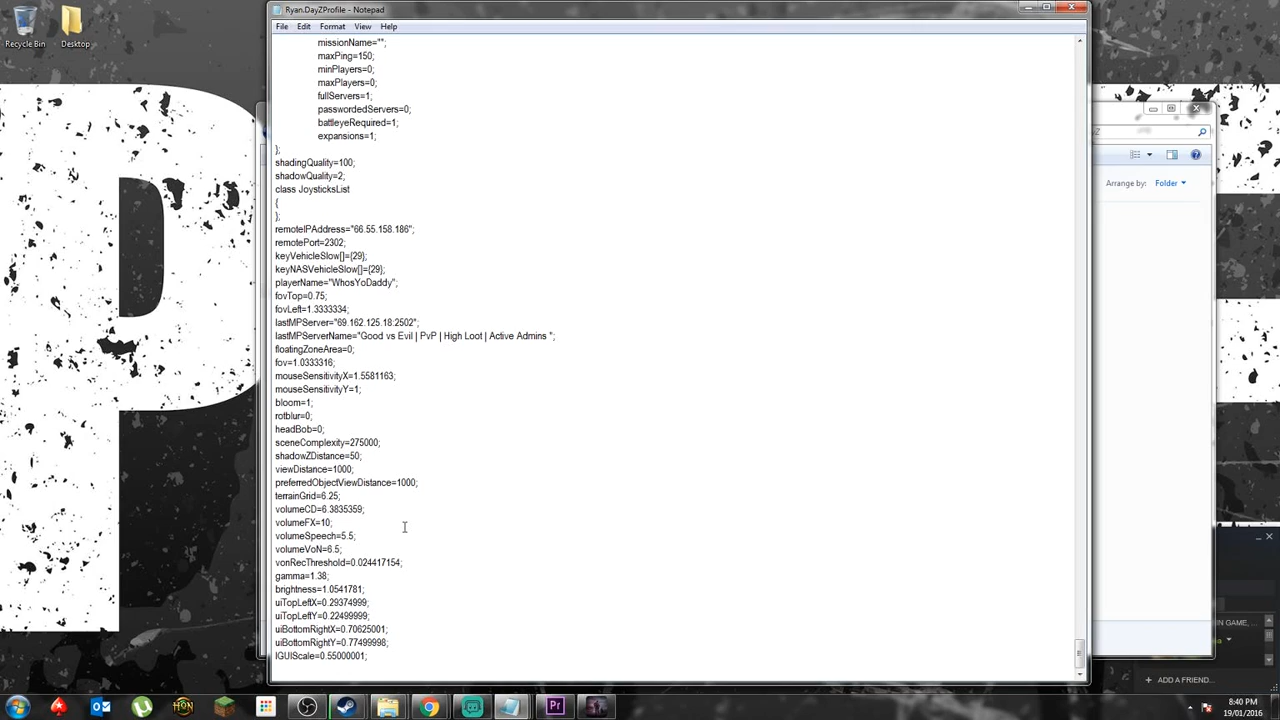 Ryan.DayZProfile - Notepad
File Edit Format View Help
Recycle Bin
Desktop
missionName="";
maxPing=150;
minPlayers=0;
maxPlayers=0;
fullServers=1;
passwordedServers=0;
battleyeRequired=1;
expansions=1;
};
shadingQuality=100;
shadowQuality=2;
class JoysticksList
{
};
remoteIPAddress="66.55.158.186";
remotePort=2302;
keyVehicleSlow[]={29};
keyNASVehicleSlow[]={29};
playerName="WhosYoDaddy";
fovTop=0.75;
fovLeft=1.3333334;
lastMPServer="69.162.125.18:2502";
lastMPServerName="Good vs Evil | PvP | High Loot | Active Admins ";
floatingZoneArea=0;
fov=1.0333316;
mouseSensitivityX=1.5581163;
mouseSensitivityY=1;
bloom=1;
rotblur=0;
headBob=0;
sceneComplexity=275000;
shadowZDistance=50;
viewDistance=1000;
preferredObjectViewDistance=1000;
terrainGrid=6.25;
volumeCD=6.3835359;
volumeFX=10;
volumeSpeech=5.5;
volumeVoN=6.5;
vonRecThreshold=0.024417154;
gamma=1.38;
brightness=1.0541781;
uiTopLeftX=0.29374999;
uiTopLeftY=0.22499999;
uiBottomRightX=0.70625001;
uiBottomRightY=0.77499998;
IGUIScale=0.55000001;
Arrange by: Folder
IN GAME, ...
+ ADD A FRIEND...
HON
Pr
8:40 PM
19/01/2016